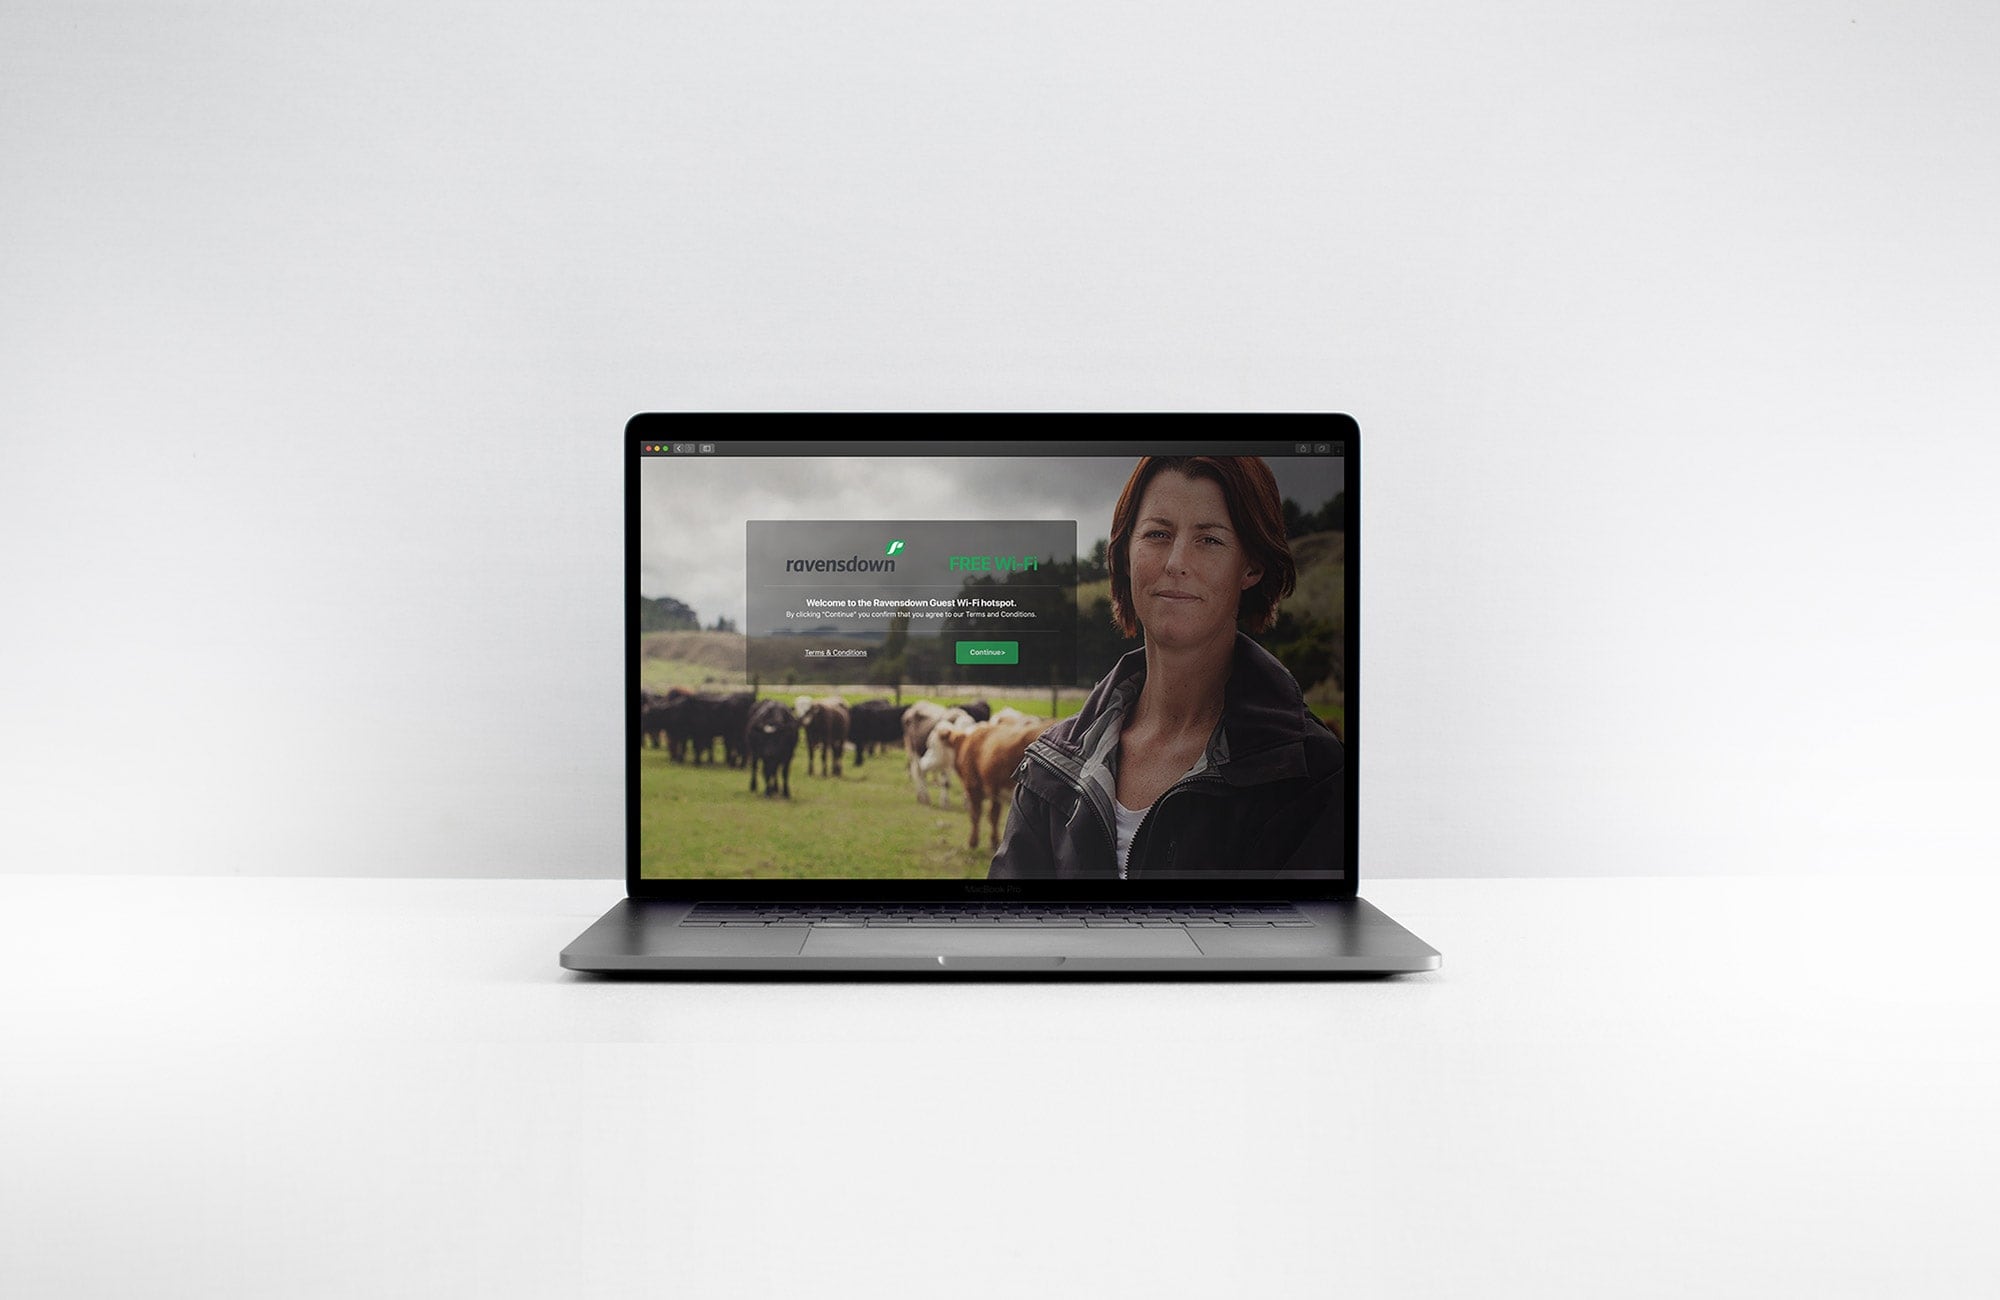 ravensdown
FREE Wi-Fi
Welcome to the Ravensdown Guest Wi-Fi hotspot.
By clicking "Continue" you confirm that you agree to our Terms and Conditions.
Terms & Conditions
Continue>
MacBook Pro